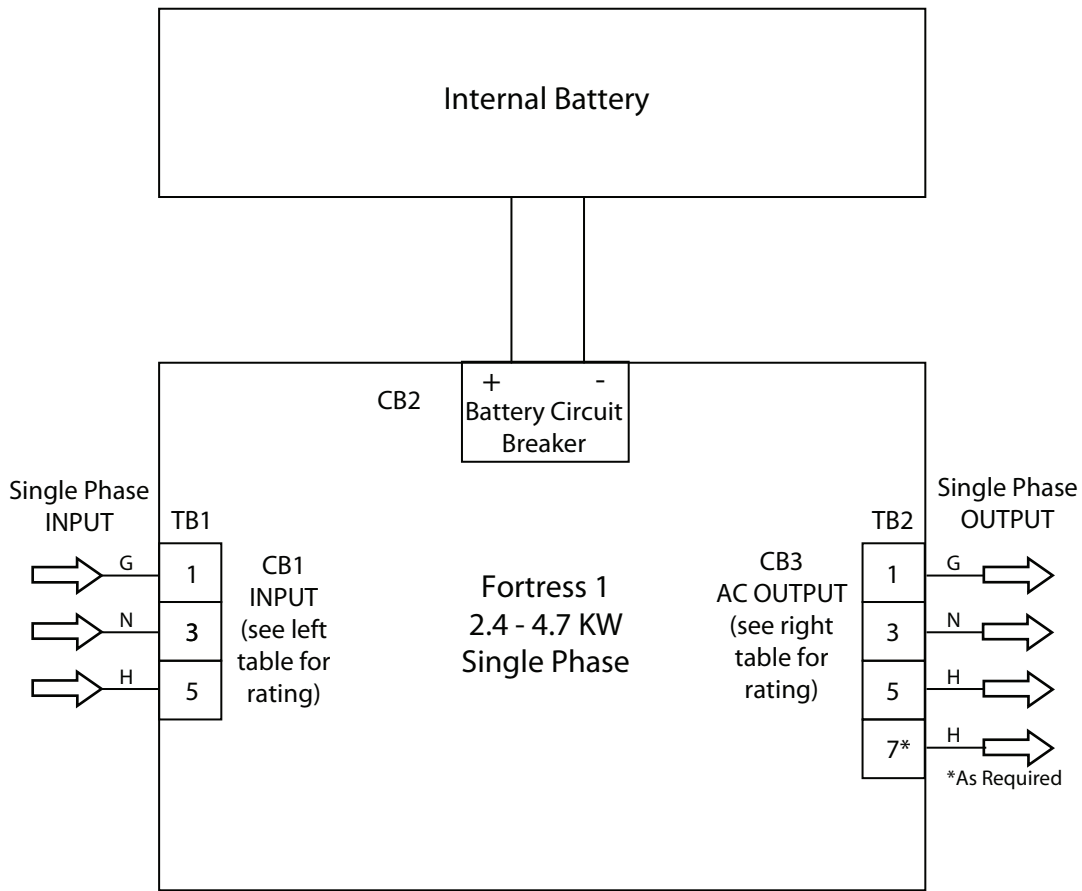 Internal Battery
CB2
+ -
Battery Circuit
Breaker
Single Phase
INPUT
TB1
G
1
N
3
H
5
CB1
INPUT
(see left
table for
rating)
Fortress 1
2.4 - 4.7 KW
Single Phase
CB3
AC OUTPUT
(see right
table for
rating)
TB2
Single Phase
OUTPUT
1
G
3
N
5
H
7*
H
*As Required